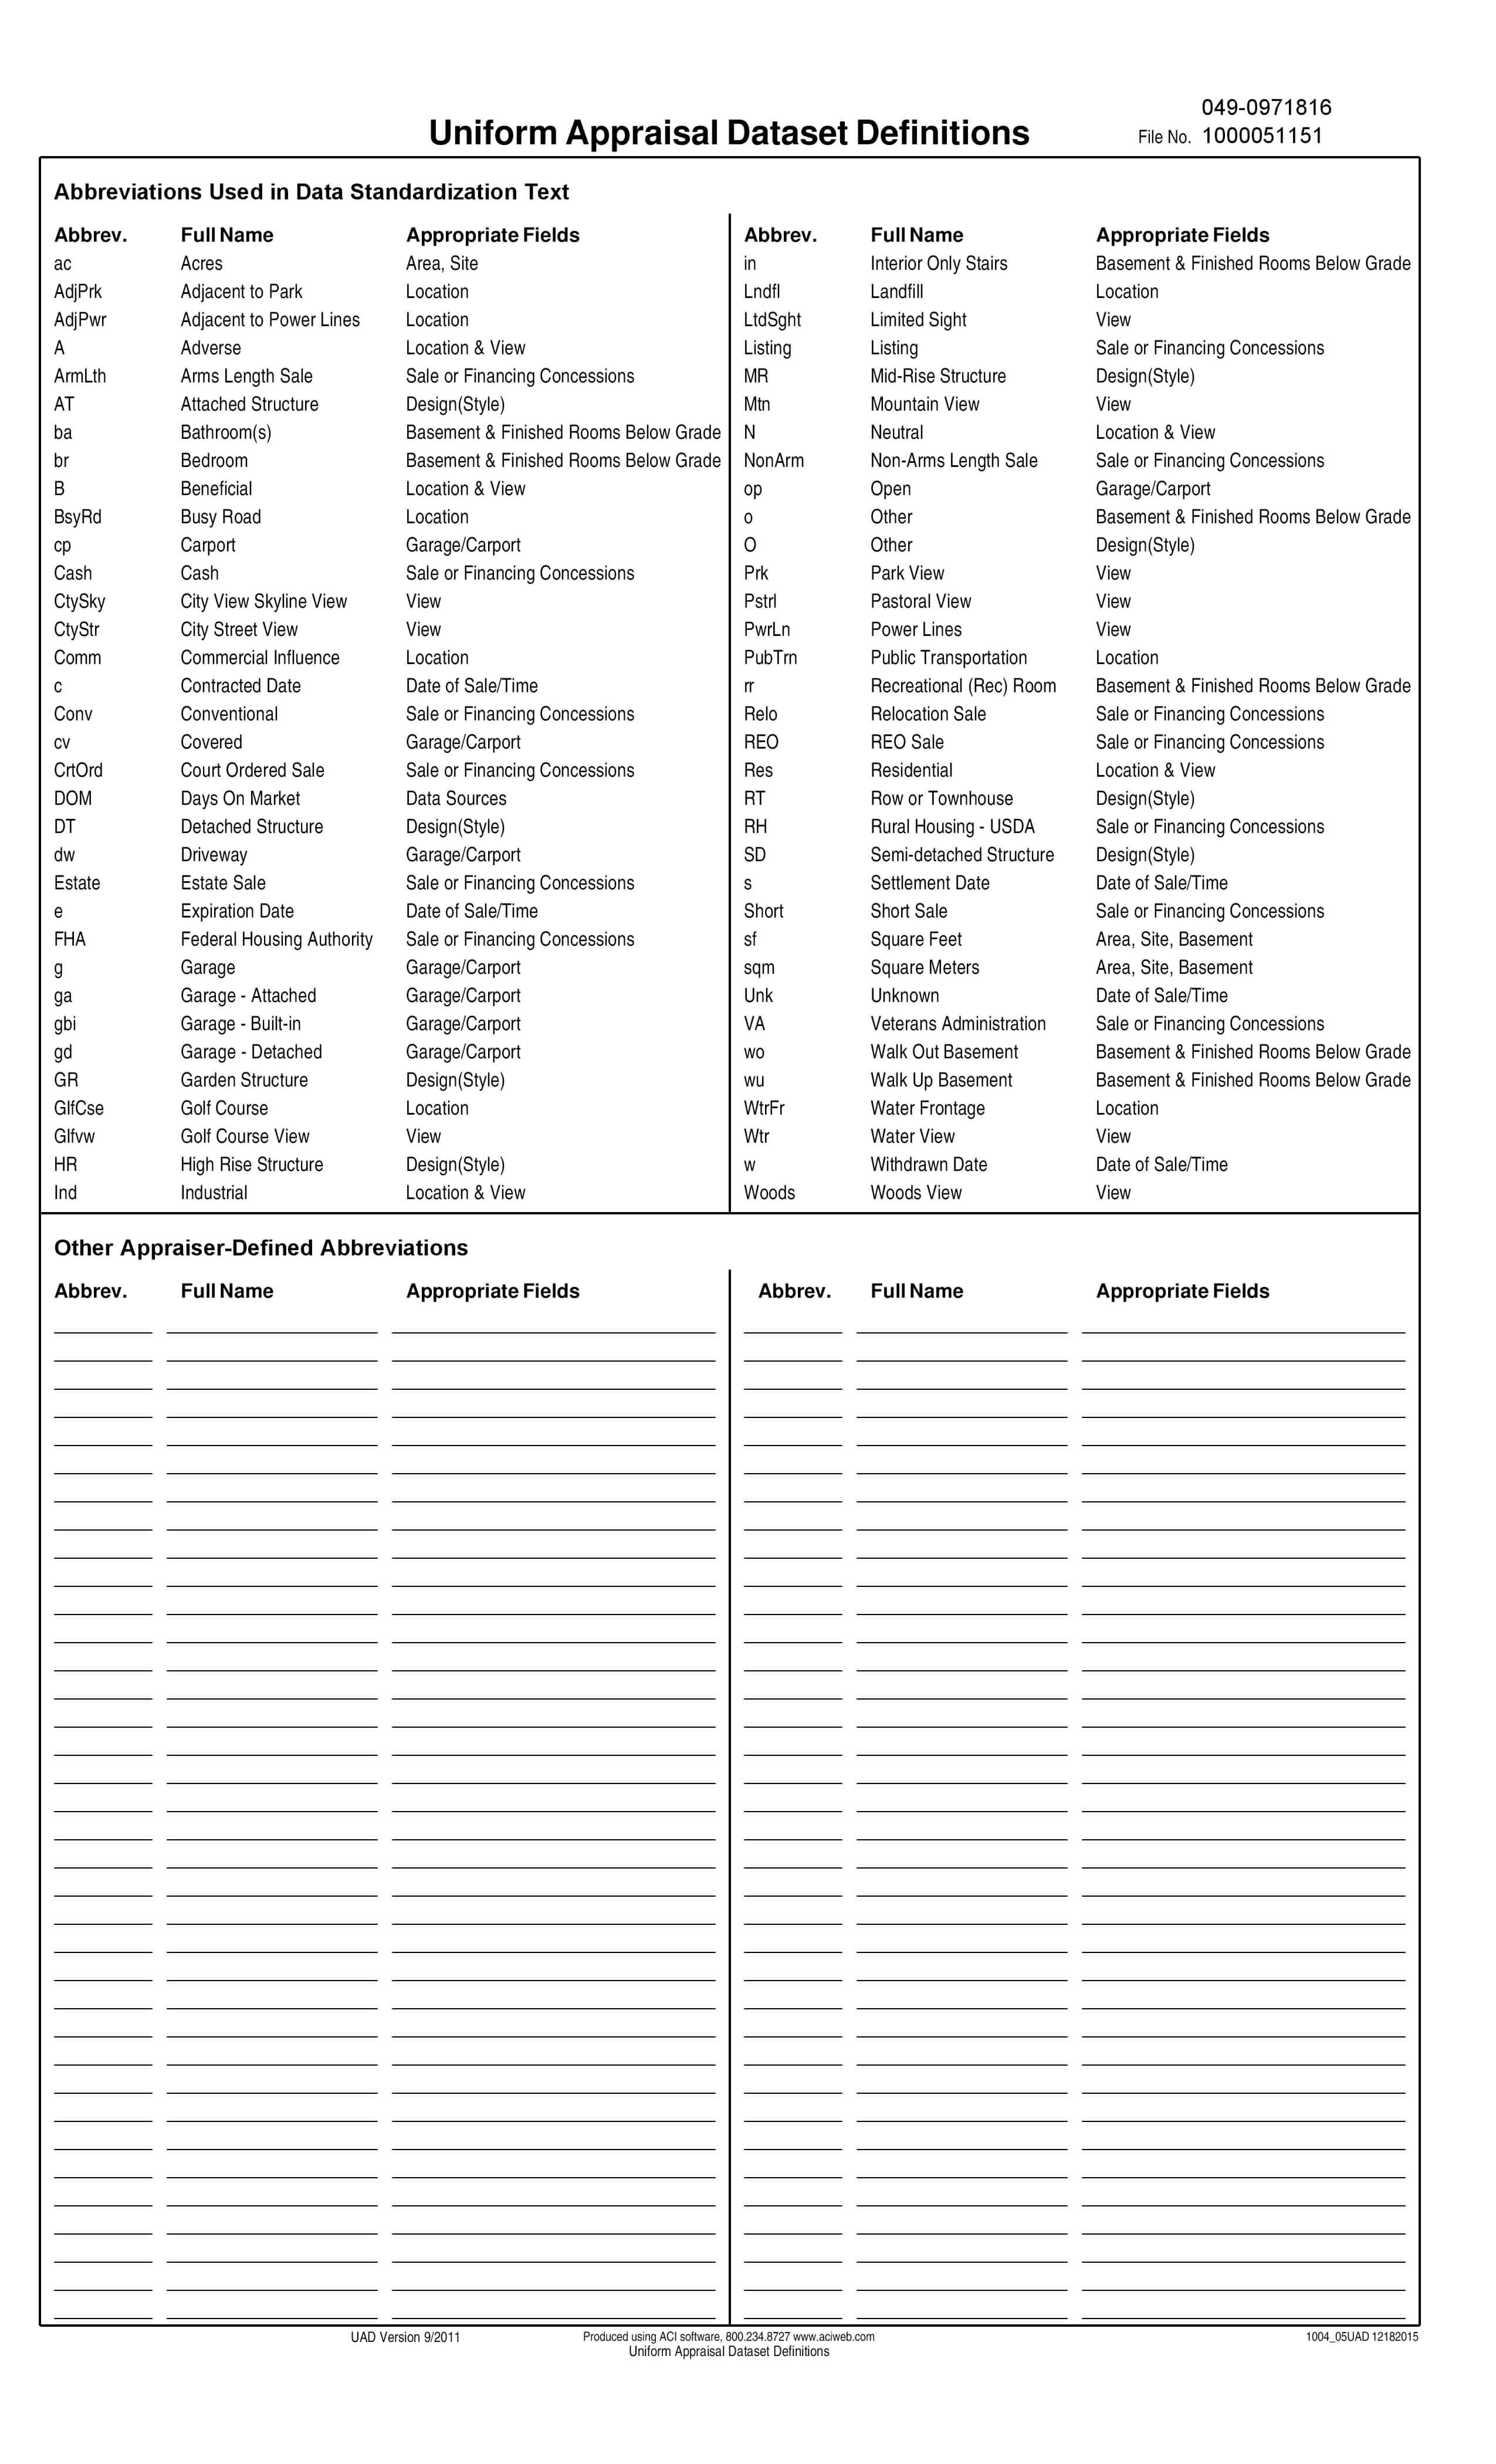 049-0971816
Uniform Appraisal Dataset Definitions
File No. 1000051151
Abbreviations Used in Data Standardization Text
Abbrev. Full Name Appropriate Fields
ac Acres Area, Site
AdjPrk Adjacent to Park Location
AdjPwr Adjacent to Power Lines Location
A Adverse Location & View
ArmLth Arms Length Sale Sale or Financing Concessions
AT Attached Structure Design(Style)
ba Bathroom(s) Basement & Finished Rooms Below Grade
br Bedroom Basement & Finished Rooms Below Grade
B Beneficial Location & View
BsyRd Busy Road Location
cp Carport Garage/Carport
Cash Cash Sale or Financing Concessions
CtySky City View Skyline View View
CtyStr City Street View View
Comm Commercial Influence Location
c Contracted Date Date of Sale/Time
Conv Conventional Sale or Financing Concessions
cv Covered Garage/Carport
CrtOrd Court Ordered Sale Sale or Financing Concessions
DOM Days On Market Data Sources
DT Detached Structure Design(Style)
dw Driveway Garage/Carport
Estate Estate Sale Sale or Financing Concessions
e Expiration Date Date of Sale/Time
FHA Federal Housing Authority Sale or Financing Concessions
g Garage Garage/Carport
ga Garage - Attached Garage/Carport
gbi Garage - Built-in Garage/Carport
gd Garage - Detached Garage/Carport
GR Garden Structure Design(Style)
GlfCse Golf Course Location
Glfvw Golf Course View View
HR High Rise Structure Design(Style)
Ind Industrial Location & View
Abbrev. Full Name Appropriate Fields
in Interior Only Stairs Basement & Finished Rooms Below Grade
Lndfl Landfill Location
LtdSght Limited Sight View
Listing Listing Sale or Financing Concessions
MR Mid-Rise Structure Design(Style)
Mtn Mountain View View
N Neutral Location & View
NonArm Non-Arms Length Sale Sale or Financing Concessions
op Open Garage/Carport
o Other Basement & Finished Rooms Below Grade
O Other Design(Style)
Prk Park View View
Pstrl Pastoral View View
PwrLn Power Lines View
PubTrn Public Transportation Location
rr Recreational (Rec) Room Basement & Finished Rooms Below Grade
Relo Relocation Sale Sale or Financing Concessions
REO REO Sale Sale or Financing Concessions
Res Residential Location & View
RT Row or Townhouse Design(Style)
RH Rural Housing - USDA Sale or Financing Concessions
SD Semi-detached Structure Design(Style)
s Settlement Date Date of Sale/Time
Short Short Sale Sale or Financing Concessions
sf Square Feet Area, Site, Basement
sqm Square Meters Area, Site, Basement
Unk Unknown Date of Sale/Time
VA Veterans Administration Sale or Financing Concessions
wo Walk Out Basement Basement & Finished Rooms Below Grade
wu Walk Up Basement Basement & Finished Rooms Below Grade
WtrFr Water Frontage Location
Wtr Water View View
w Withdrawn Date Date of Sale/Time
Woods Woods View View
Other Appraiser-Defined Abbreviations
Abbrev. Full Name Appropriate Fields
Abbrev. Full Name Appropriate Fields
UAD Version 9/2011
Produced using ACI software, 800.234.8727 www.aciweb.com
1004_05UAD 12182015
Uniform Appraisal Dataset Definitions